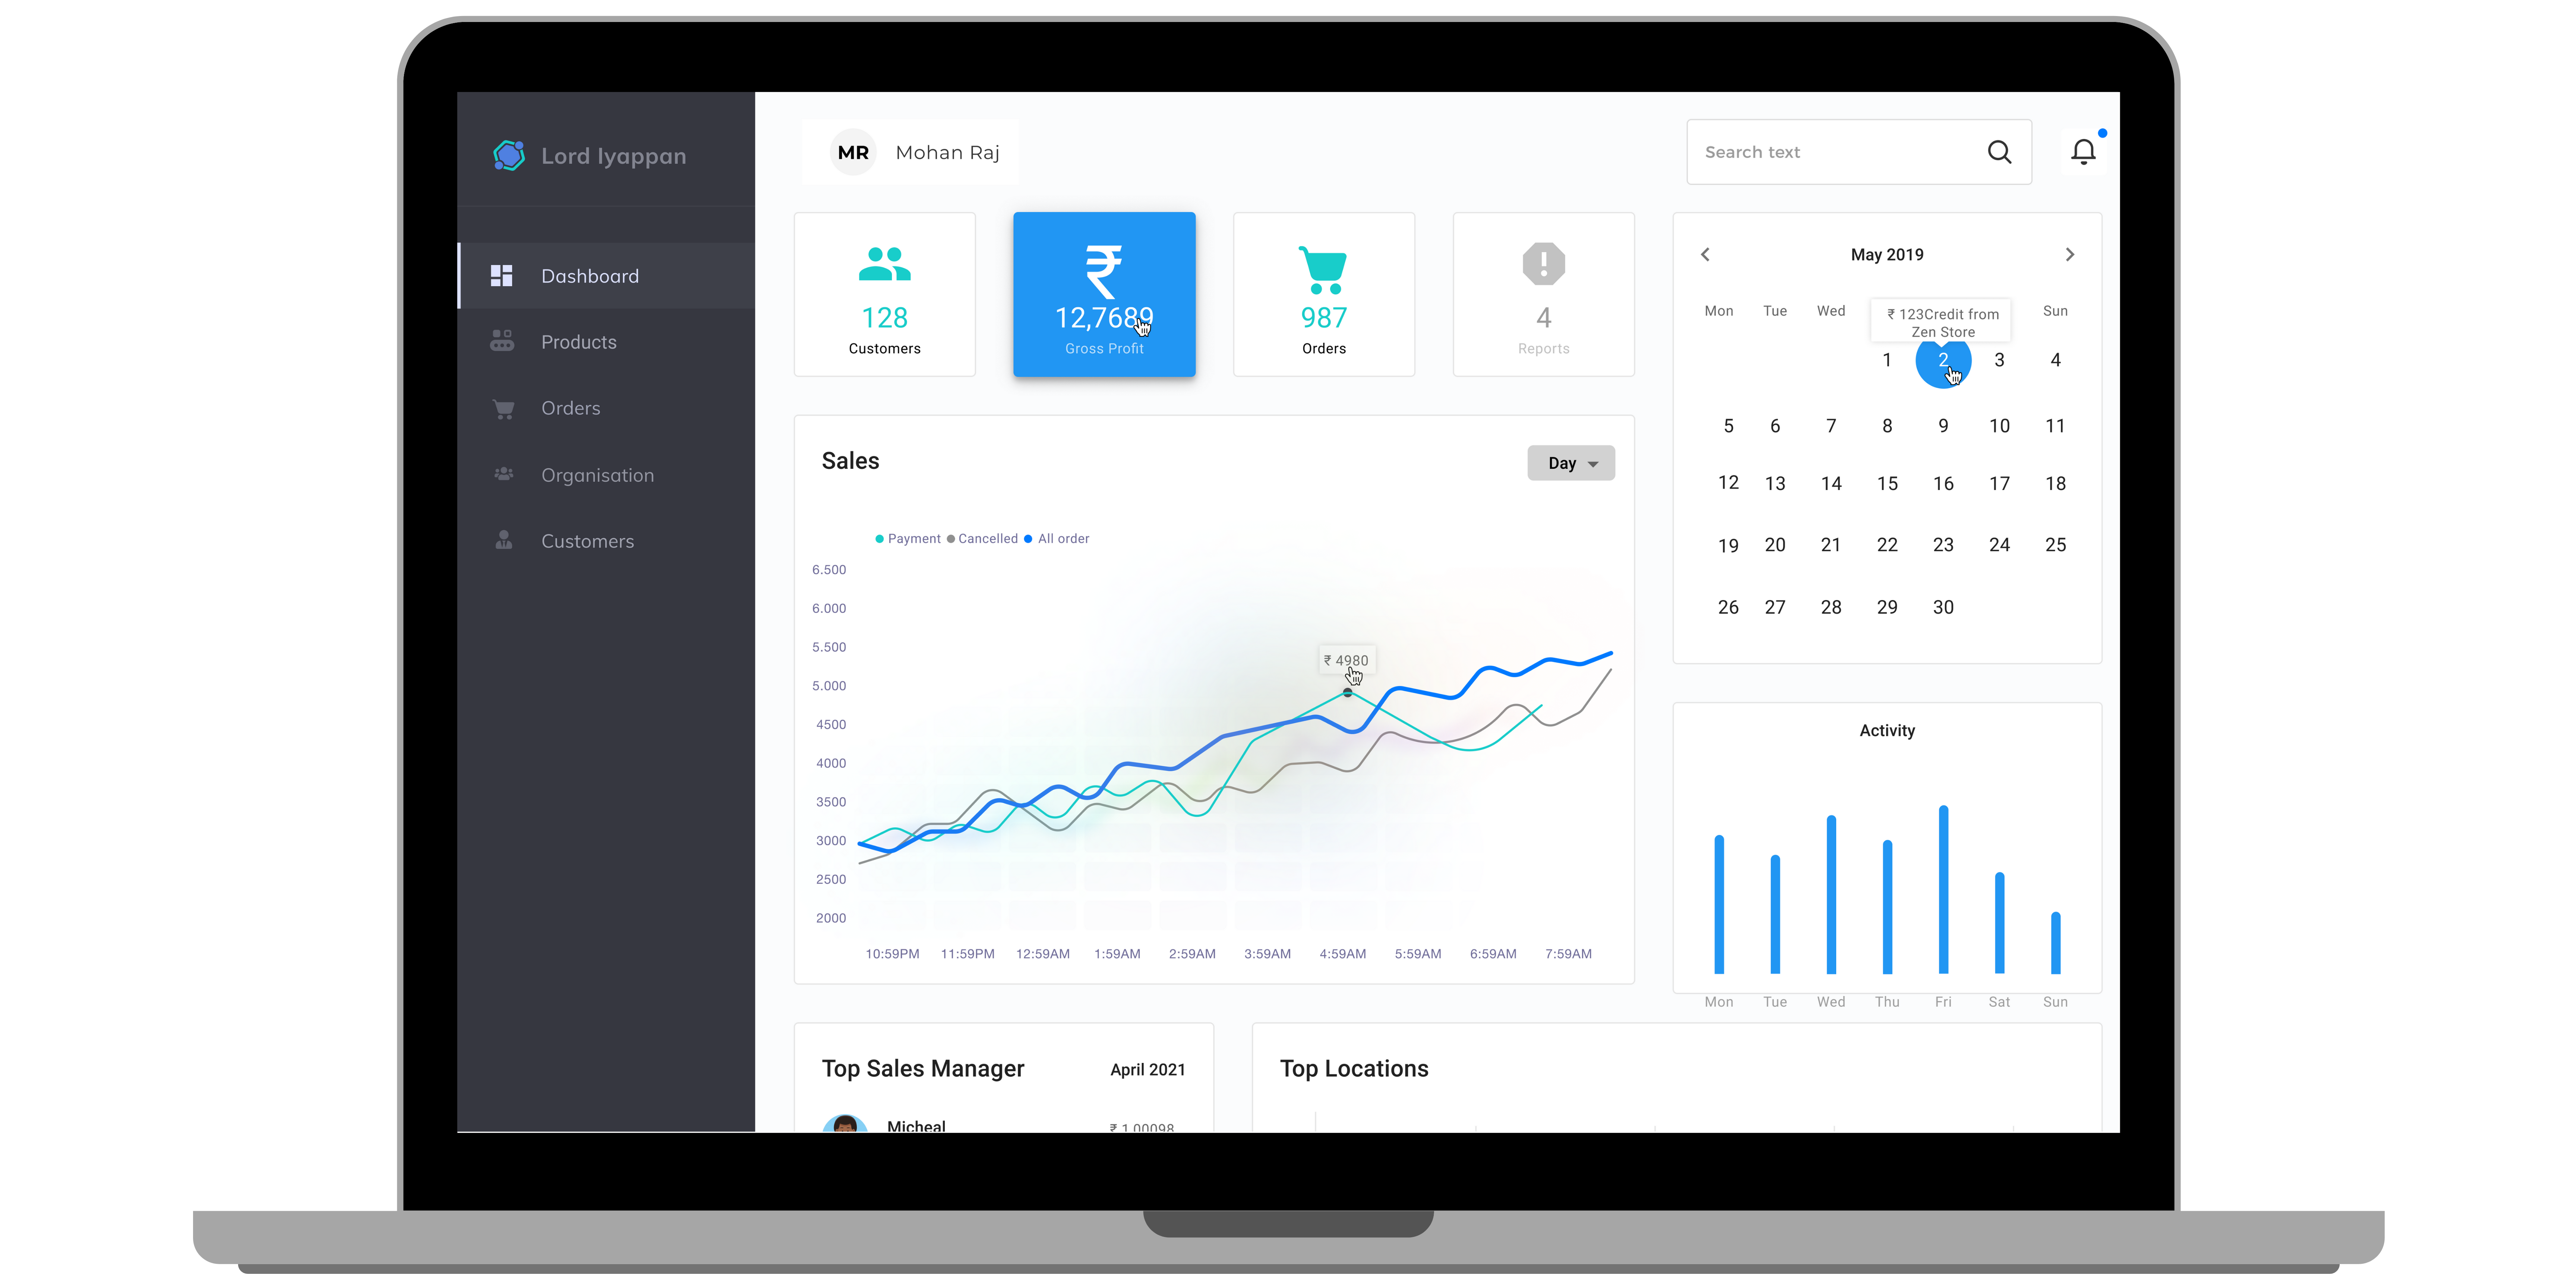 Lord Iyappan
Dashboard
Products
Orders
Organisation
Customers
MR Mohan Raj
Search text
128
Customers
₹
12,7689
Gross Profit
987
Orders
4
Reports
Sales
Day
Payment Cancelled All order
6.500
6.000
5.500
5.000
4500
4000
3500
3000
2500
2000
₹ 4980
10:59PM 11:59PM 12:59AM 1:59AM 2:59AM 3:59AM 4:59AM 5:59AM 6:59AM 7:59AM
May 2019
Mon Tue Wed Sun
₹ 123Credit from
Zen Store
1 2 3 4
5 6 7 8 9 10 11
12 13 14 15 16 17 18
19 20 21 22 23 24 25
26 27 28 29 30
Activity
Mon Tue Wed Thu Fri Sat Sun
Top Sales Manager April 2021
Micheal ₹ 1,00098
Top Locations